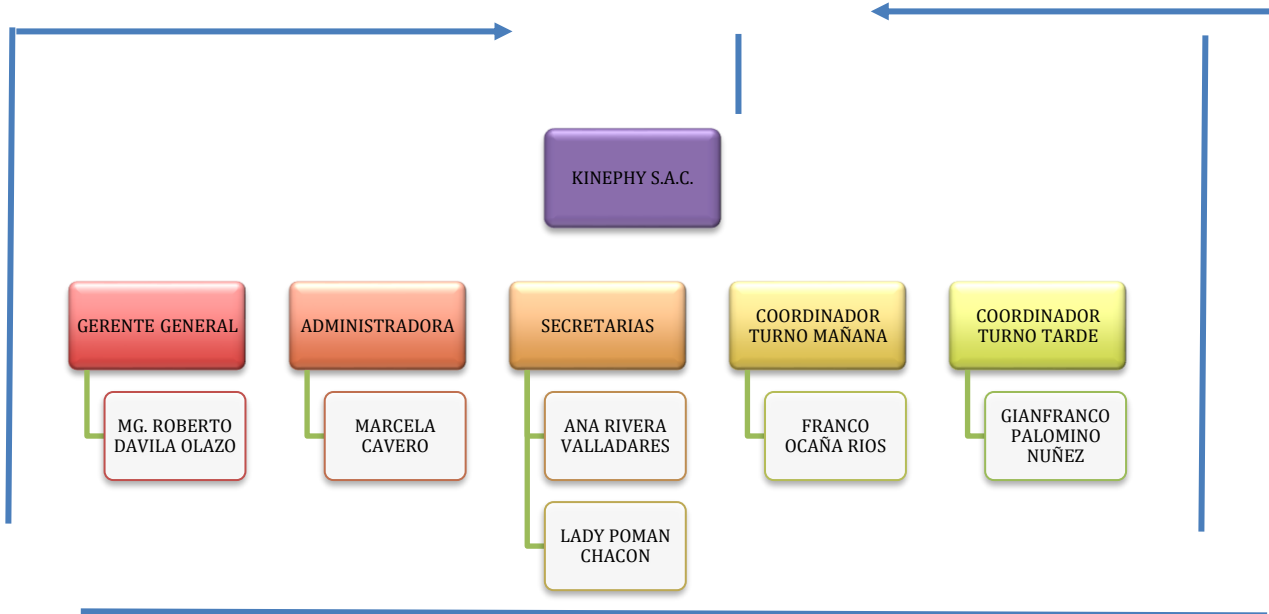 KINEPHY S.A.C.
GERENTE GENERAL
ADMINISTRADORA
SECRETARIAS
COORDINADOR
TURNO MAÑANA
COORDINADOR
TURNO TARDE
MG. ROBERTO
DAVILA OLAZO
MARCELA
CAVERO
ANA RIVERA
VALLADARES
FRANCO
OCAÑA RIOS
GIANFRANCO
PALOMINO
NUÑEZ
LADY POMAN
CHACON